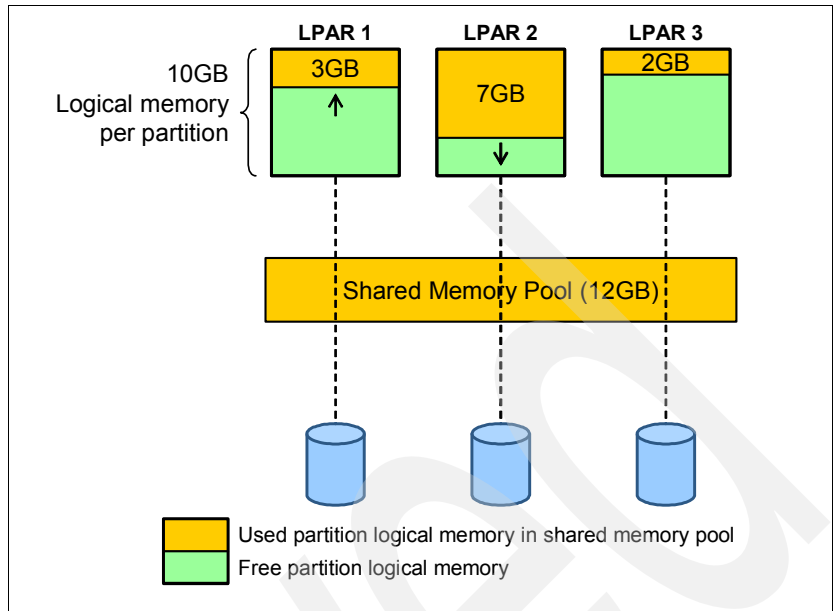 LPAR 1 LPAR 2 LPAR 3
10GB
Logical memory
per partition
3GB
7GB
2GB
Shared Memory Pool (12GB)
Used partition logical memory in shared memory pool
Free partition logical memory